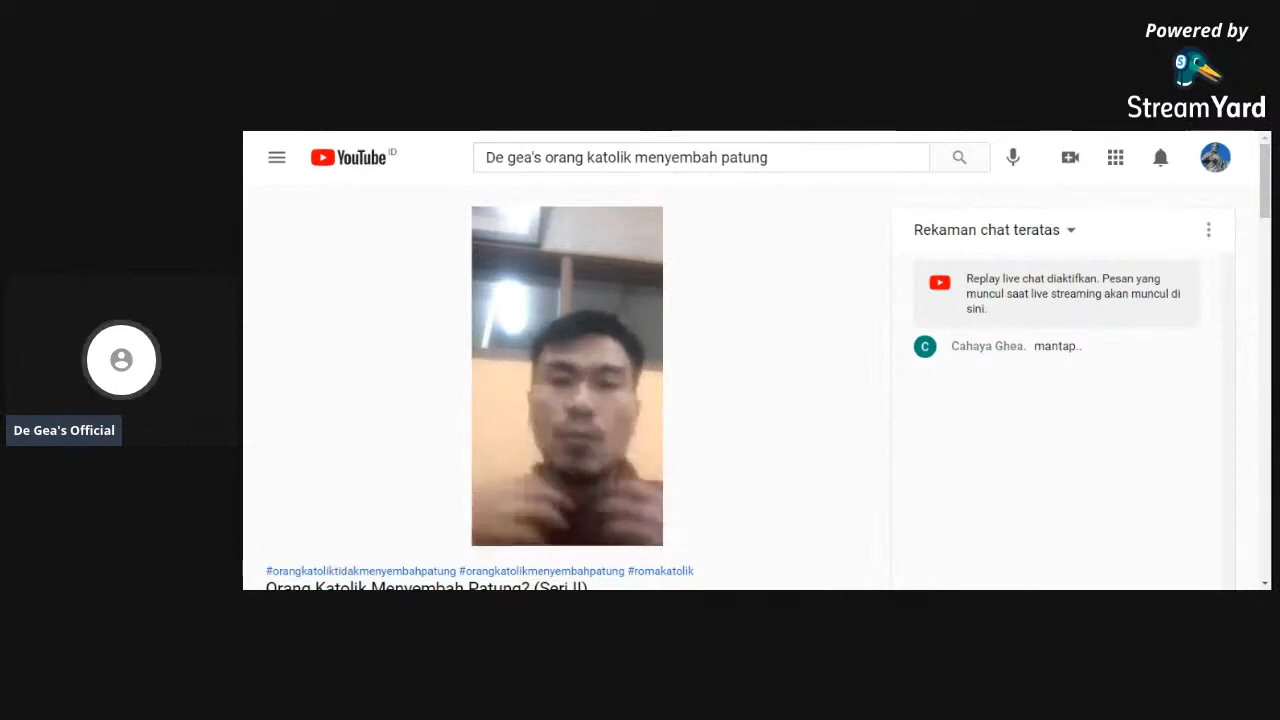 Powered by
StreamYard
YouTube ID
De gea's orang katolik menyembah patung
Rekaman chat teratas
Replay live chat diaktifkan. Pesan yang
muncul saat live streaming akan muncul di
sini.
C Cahaya Ghea. mantap..
De Gea's Official
#orangkatoliktidakmenyembahpatung #orangkatolikmenyembahpatung #romakatolik
Orang Katolik Menyembah Patung? (Seri II)